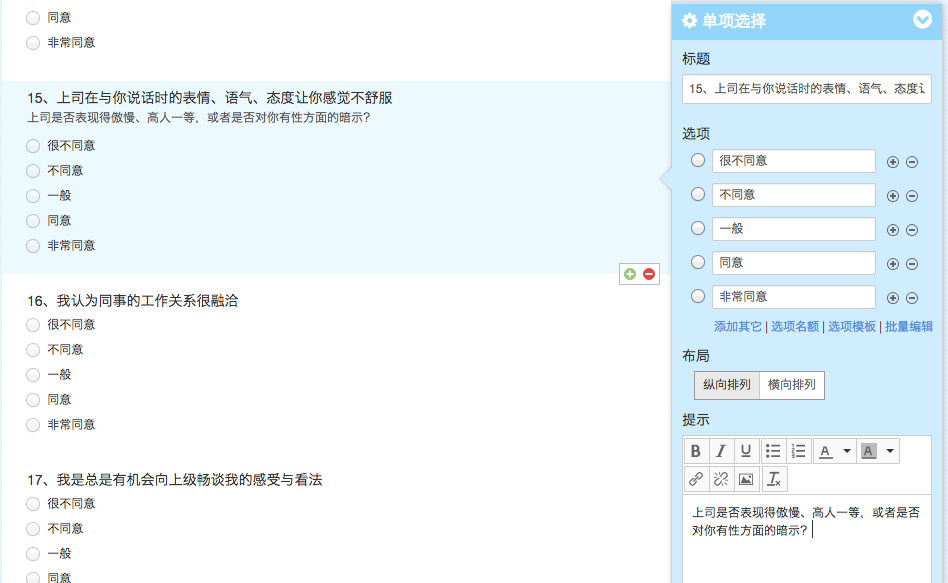 同意
非常同意
15、上司在与你说话时的表情、语气、态度让你感觉不舒服
上司是否表现得傲慢、高人一等，或者是否对你有性方面的暗示?
很不同意
不同意
一般
同意
非常同意
16、我认为同事的工作关系很融洽
很不同意
不同意
一般
同意
非常同意
17、我是总是有机会向上级畅谈我的感受与看法
很不同意
不同意
一般
同意
单项选择
标题
15、上司在与你说话时的表情、语气、态度让
选项
很不同意
不同意
一般
同意
非常同意
添加其它 | 选项名额 | 选项模板 | 批量编辑
布局
纵向排列 横向排列
提示
B I U A A
Tx
上司是否表现得傲慢、高人一等，或者是否
对你有性方面的暗示?